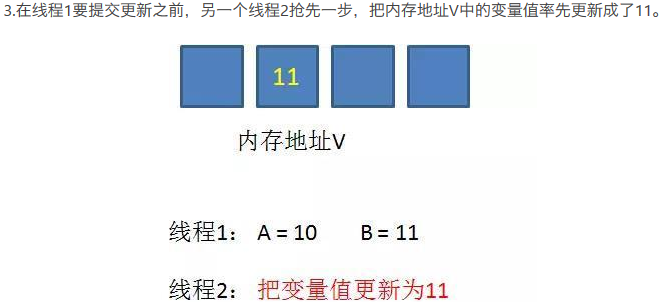 3.在线程1要提交更新之前，另一个线程2抢先一步，把内存地址V中的变量值率先更新成了11。
11
内存地址V
线程1： A = 10 B = 11
线程2： 把变量值更新为11